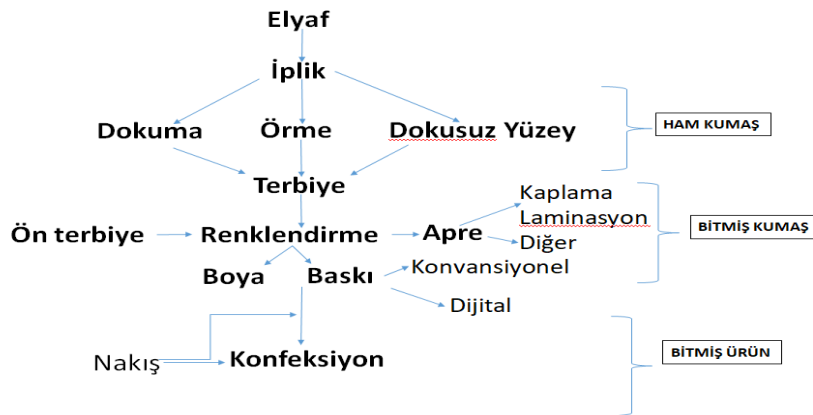 Elyaf
İplik
Dokuma Örme Dokusuz Yüzey
HAM KUMAŞ
Terbiye
Kaplama
Laminasyon
Ön terbiye Renklendirme Apre
Diğer
BİTMİŞ KUMAŞ
Boya Baskı
Konvansiyonel
Dijital
Nakış Konfeksiyon
BİTMİŞ ÜRÜN